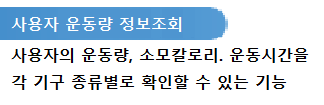 사용자 운동량 정보조회
사용자의 운동량, 소모칼로리. 운동시간을
각 기구 종류별로 확인할 수 있는 기능